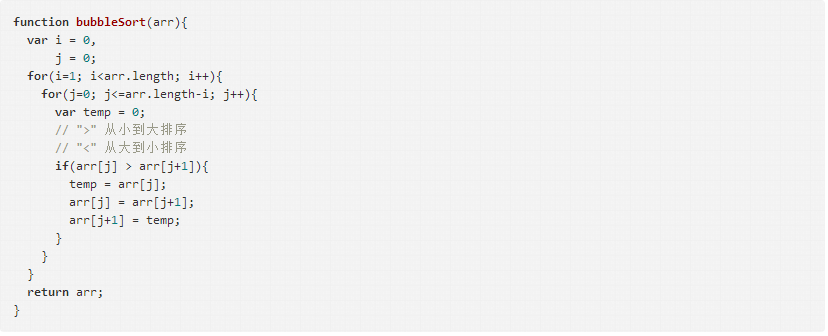 function bubbleSort(arr){
  var i = 0,
      j = 0;
  for(i=1; i<arr.length; i++){
    for(j=0; j<=arr.length-i; j++){
      var temp = 0;
      // ">" 从小到大排序
      // "<" 从大到小排序
      if(arr[j] > arr[j+1]){
        temp = arr[j];
        arr[j] = arr[j+1];
        arr[j+1] = temp;
      }
    }
  }
  return arr;
}